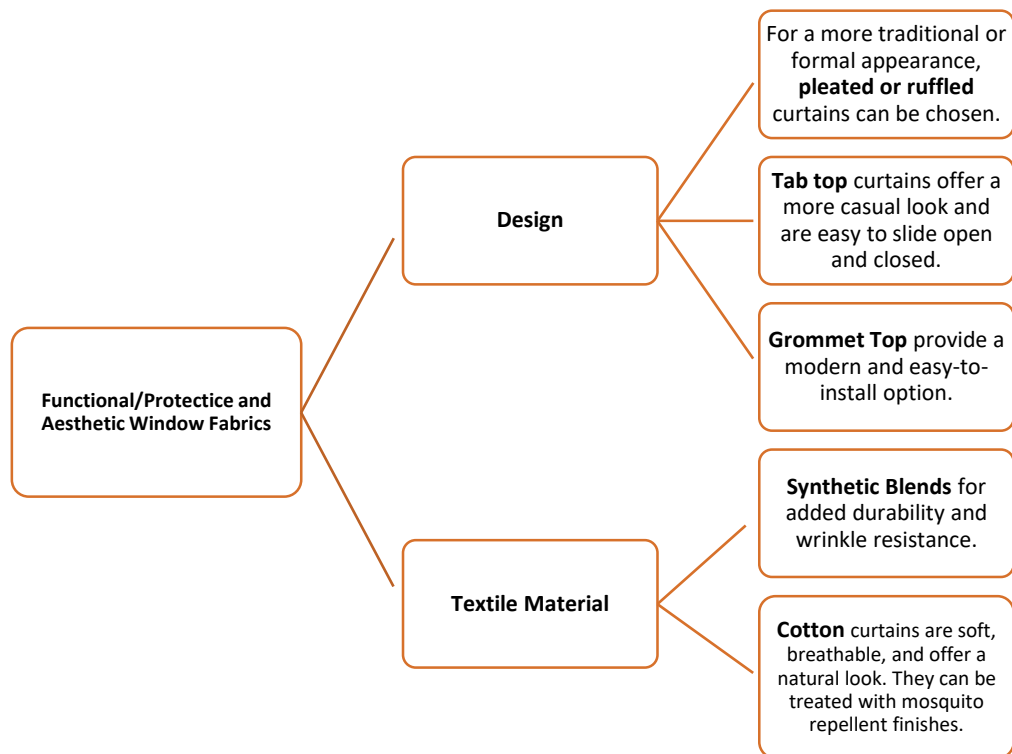 For a more traditional or
formal appearance,
pleated or ruffled
curtains can be chosen.
Design
Tab top curtains offer a
more casual look and
are easy to slide open
and closed.
Grommet Top provide a
modern and easy-to-
install option.
Functional/Protectice and
Aesthetic Window Fabrics
Synthetic Blends for
added durability and
wrinkle resistance.
Textile Material
Cotton curtains are soft,
breathable, and offer a
natural look. They can be
treated with mosquito
repellent finishes.